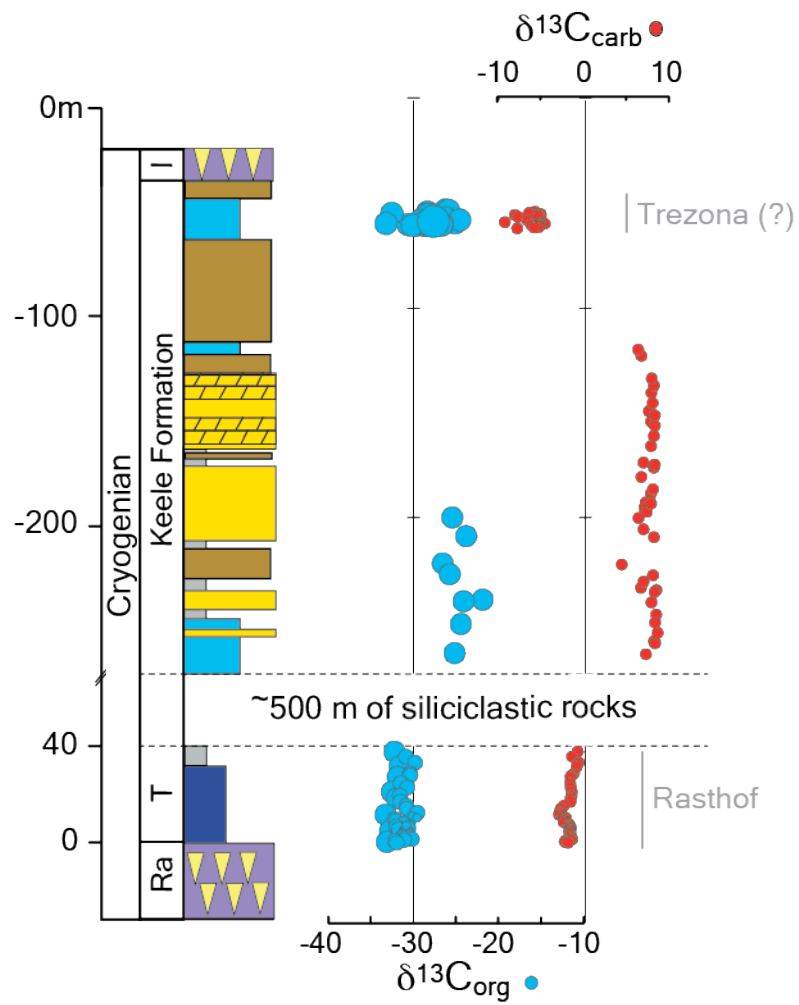 δ13Ccarb
-10 0 10
0m
I
Trezona (?)
-100
Keele Formation
Cryogenian
-200
~500 m of siliciclastic rocks
40
T
Rasthof
0
Ra
-40 -30 -20 -10
δ13Corg